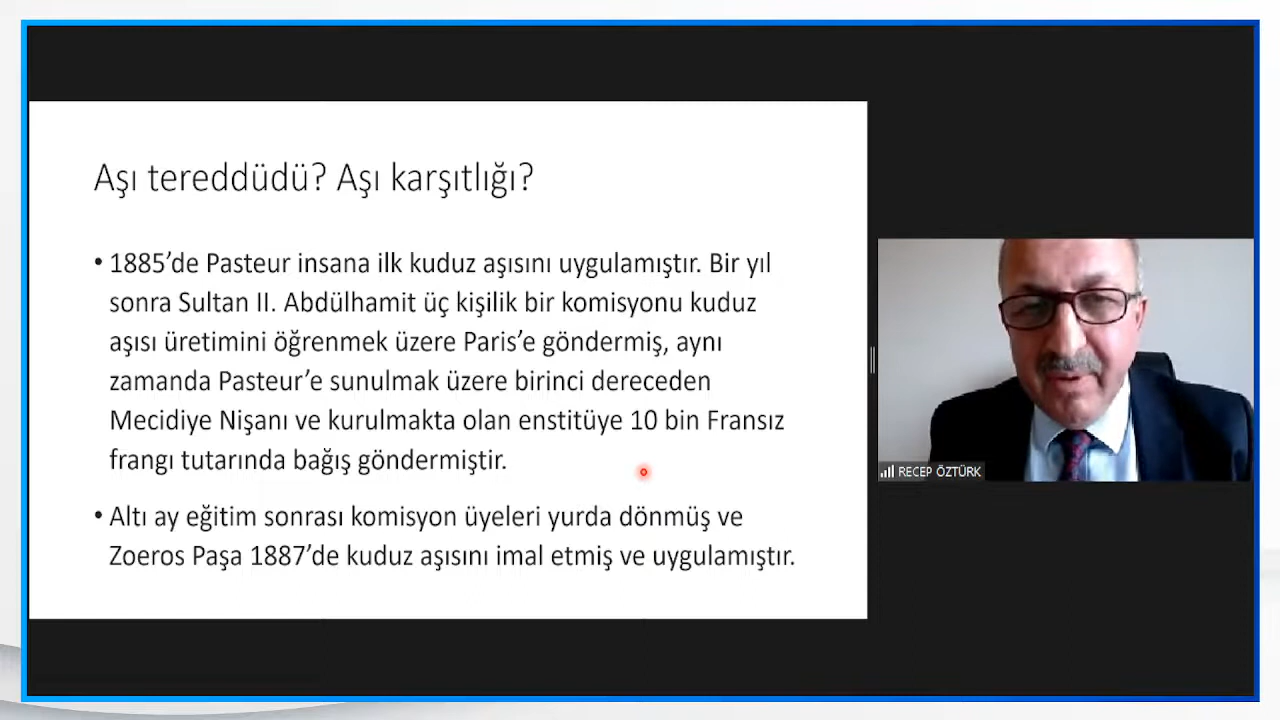 Aşı tereddüdü? Aşı karşıtlığı?
• 1885’de Pasteur insana ilk kuduz aşısını uygulamıştır. Bir yıl
sonra Sultan II. Abdülhamit üç kişilik bir komisyonu kuduz
aşısı üretimini öğrenmek üzere Paris’e göndermiş, aynı
zamanda Pasteur’e sunulmak üzere birinci dereceden
Mecidiye Nişanı ve kurulmakta olan enstitüye 10 bin Fransız
frangı tutarında bağış göndermiştir.
• Altı ay eğitim sonrası komisyon üyeleri yurda dönmüş ve
Zoeros Paşa 1887’de kuduz aşısını imal etmiş ve uygulamıştır.
RECEP ÖZTÜRK